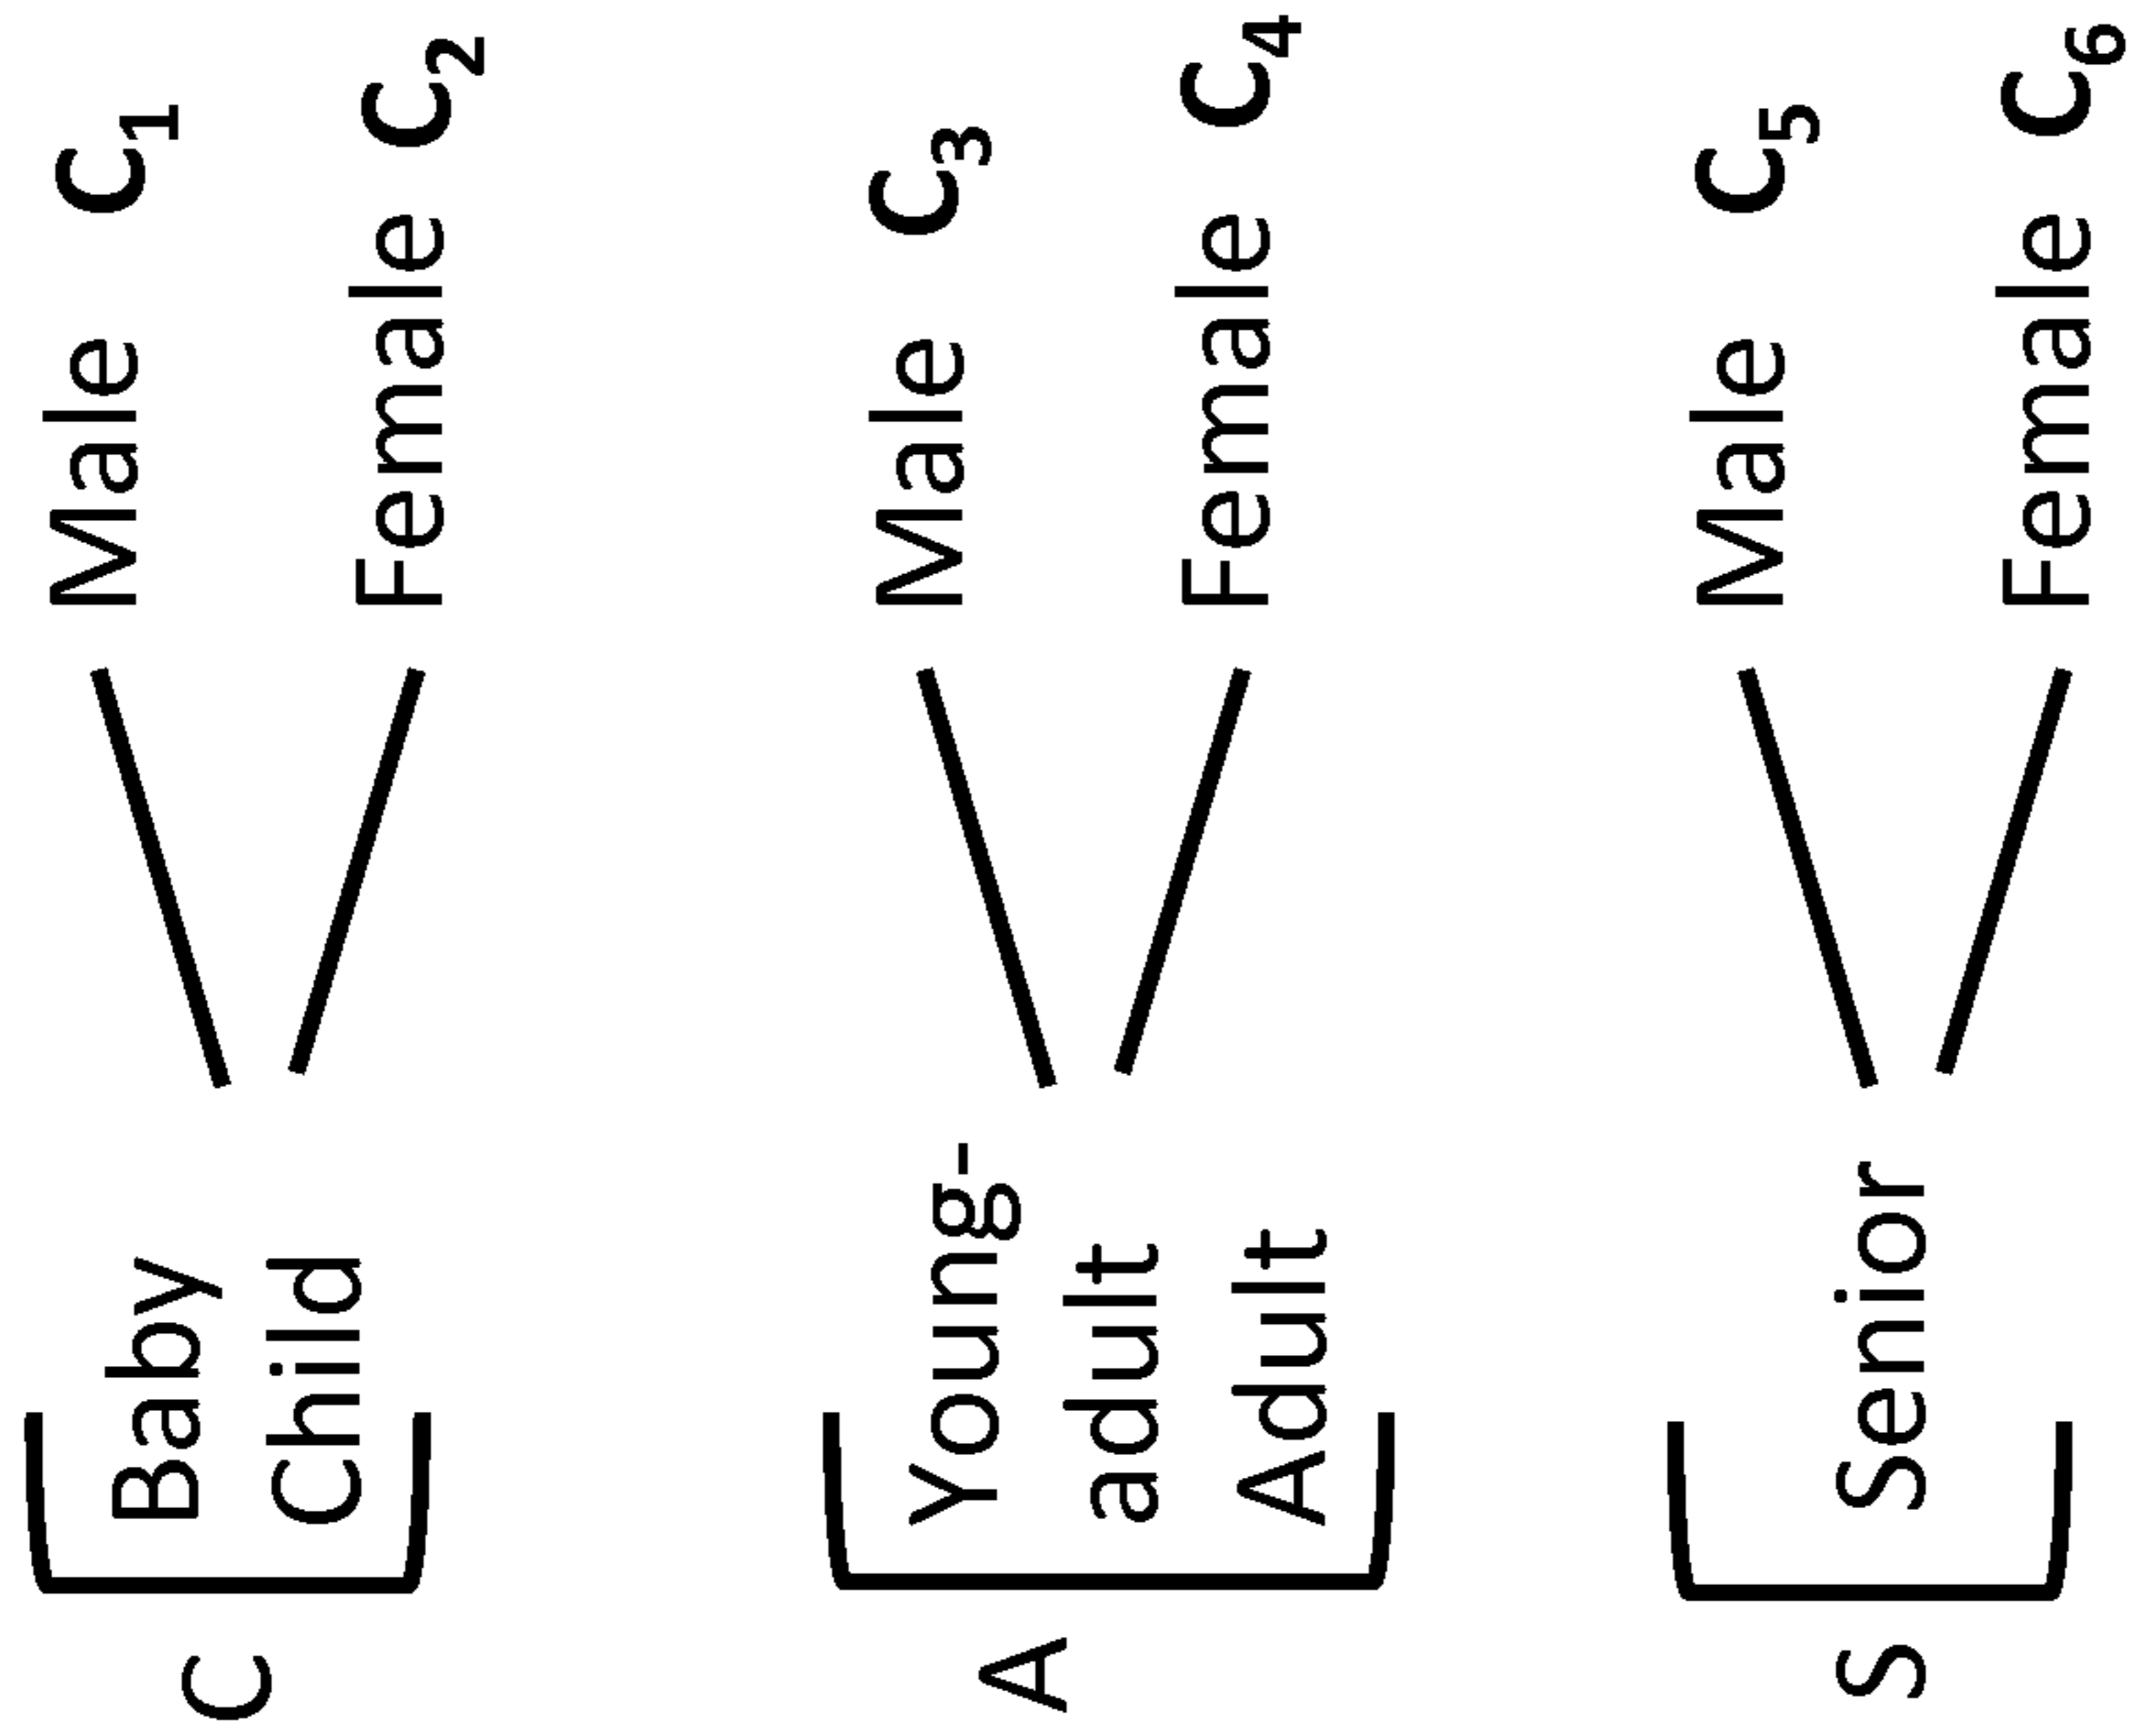 Male C₁
C Baby
Child
Female C₂
Male C₃
A Young-
adult
Adult
Female C₄
Male C₅
S Senior
Female C₆